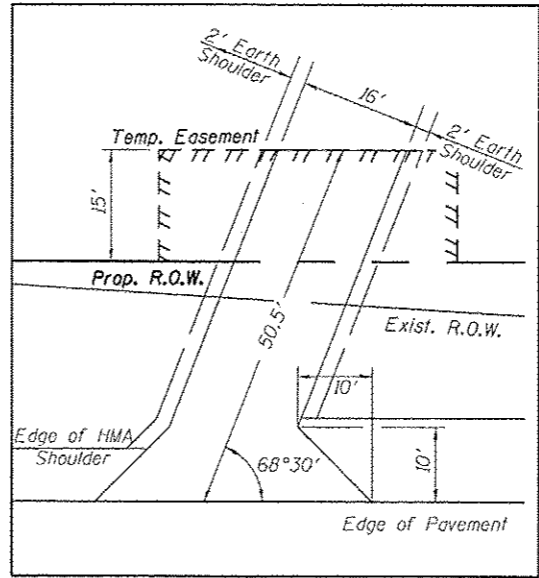 2' Earth
Shoulder
16'
2' Earth
Shoulder
Temp. Easement
15'
Prop. R.O.W.
Exist. R.O.W.
50.5'
10'
Edge of HMA
Shoulder
68°30'
10'
Edge of Pavement